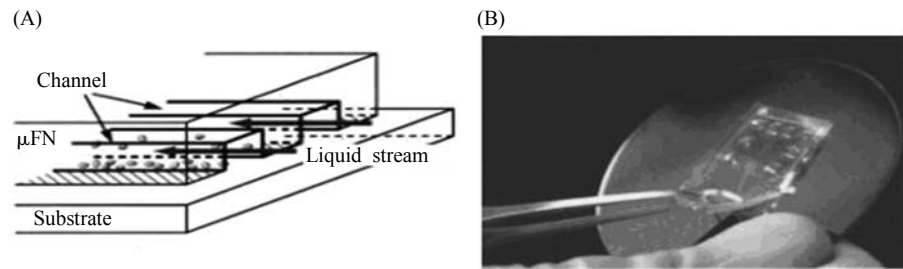 (A)
(B)
Channel
μFN
Liquid stream
Substrate